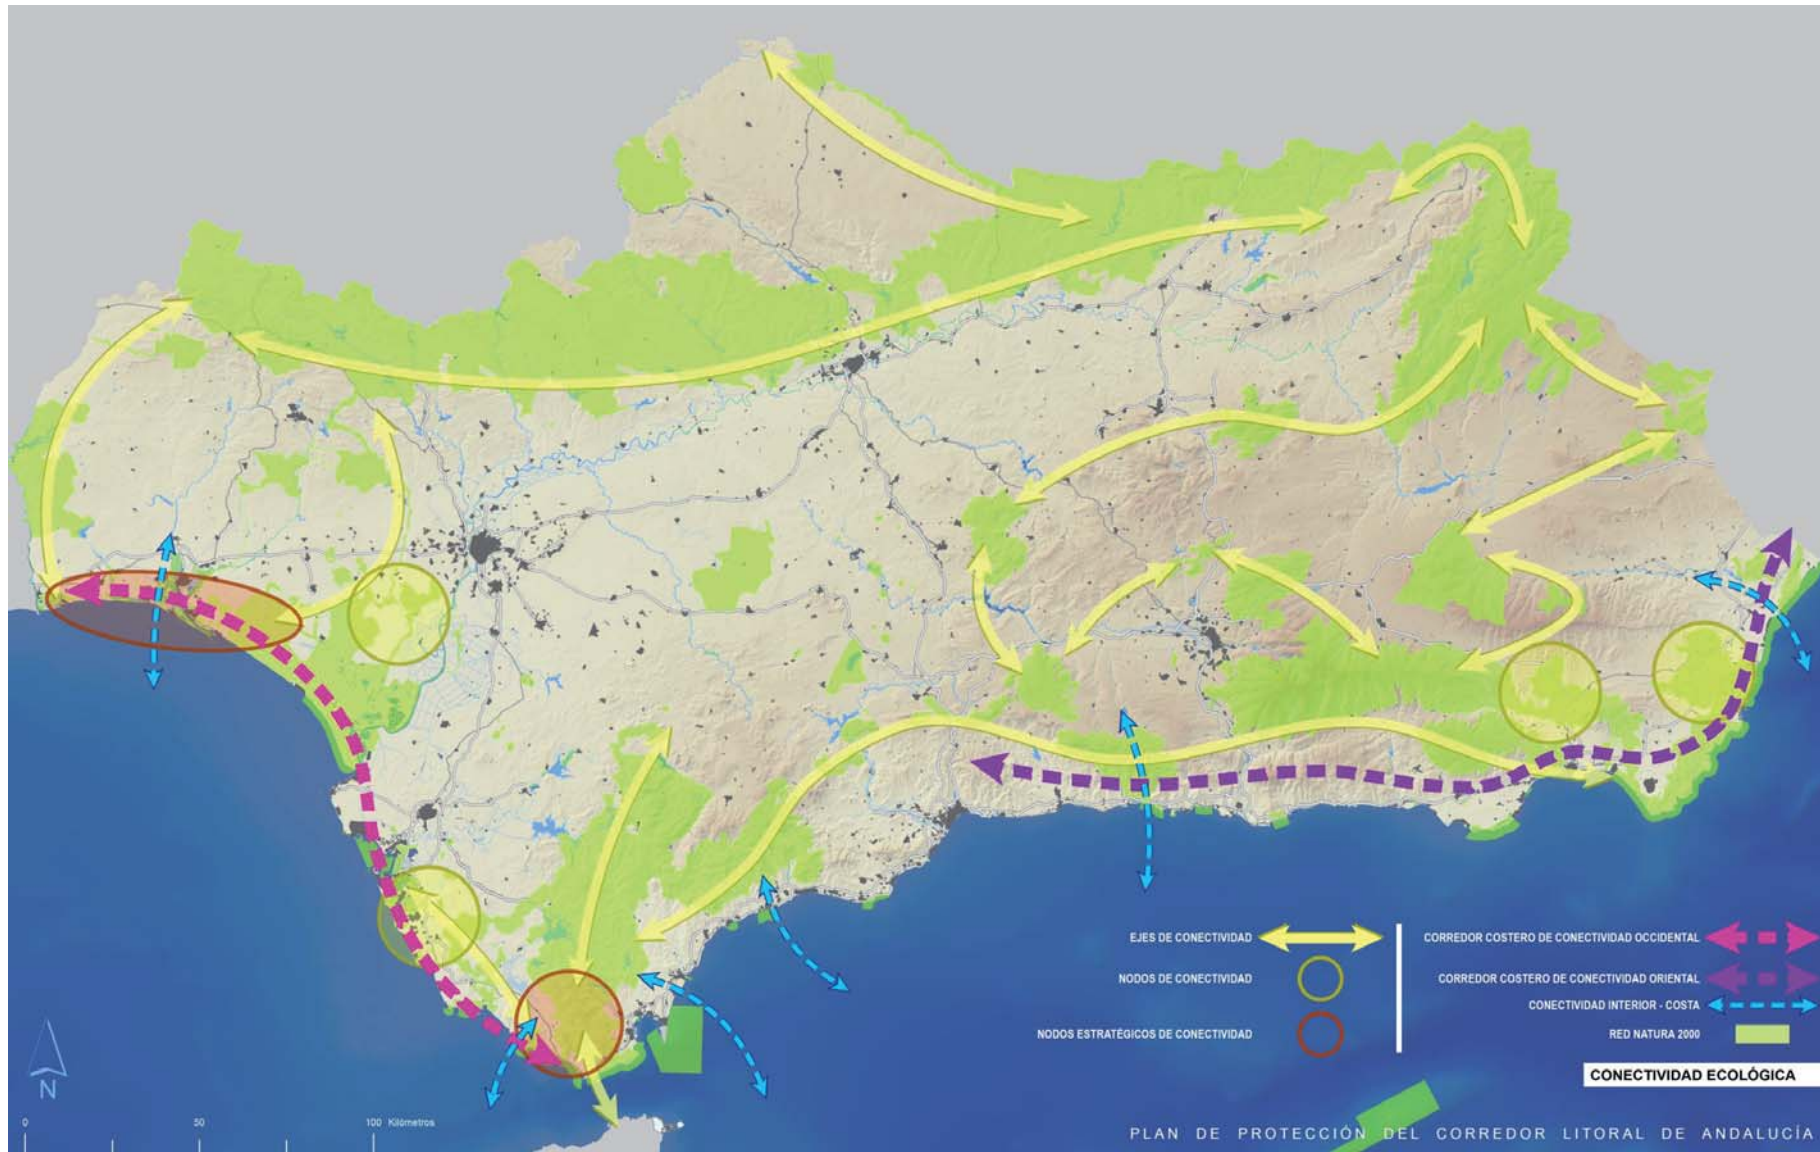 EJES DE CONECTIVIDAD
NODOS DE CONECTIVIDAD
NODOS ESTRATÉGICOS DE CONECTIVIDAD
CORREDOR COSTERO DE CONECTIVIDAD OCCIDENTAL
CORREDOR COSTERO DE CONECTIVIDAD ORIENTAL
CONECTIVIDAD INTERIOR - COSTA
RED NATURA 2000
CONECTIVIDAD ECOLÓGICA
N
0 50 100 Kilómetros
PLAN DE PROTECCIÓN DEL CORREDOR LITORAL DE ANDALUCÍA